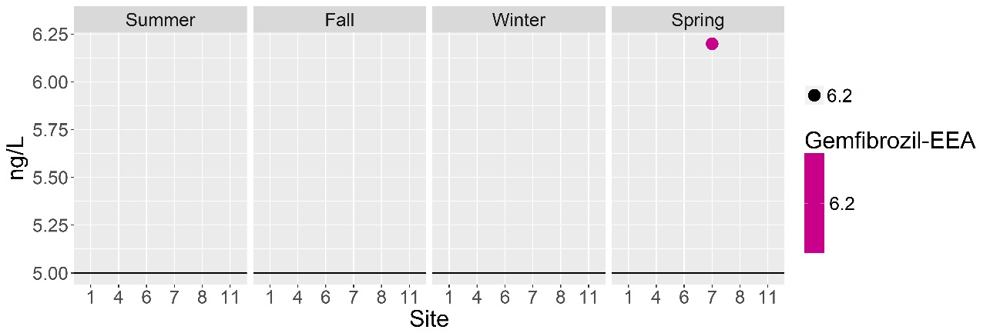 Summer Fall Winter Spring
6.25
6.00
5.75
5.50
5.25
5.00
ng/L
1 4 6 7 8 11 1 4 6 7 8 11 1 4 6 7 8 11 1 4 6 7 8 11
Site
6.2
Gemfibrozil-EEA
6.2